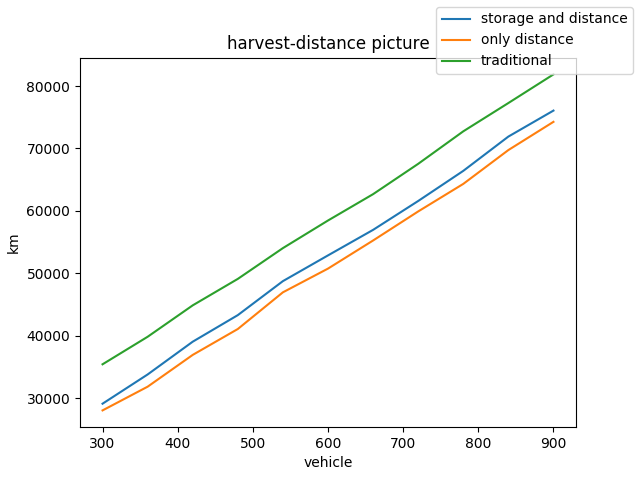 harvest-distance picture
storage and distance
only distance
traditional
km
80000
70000
60000
50000
40000
30000
300 400 500 600 700 800 900
vehicle